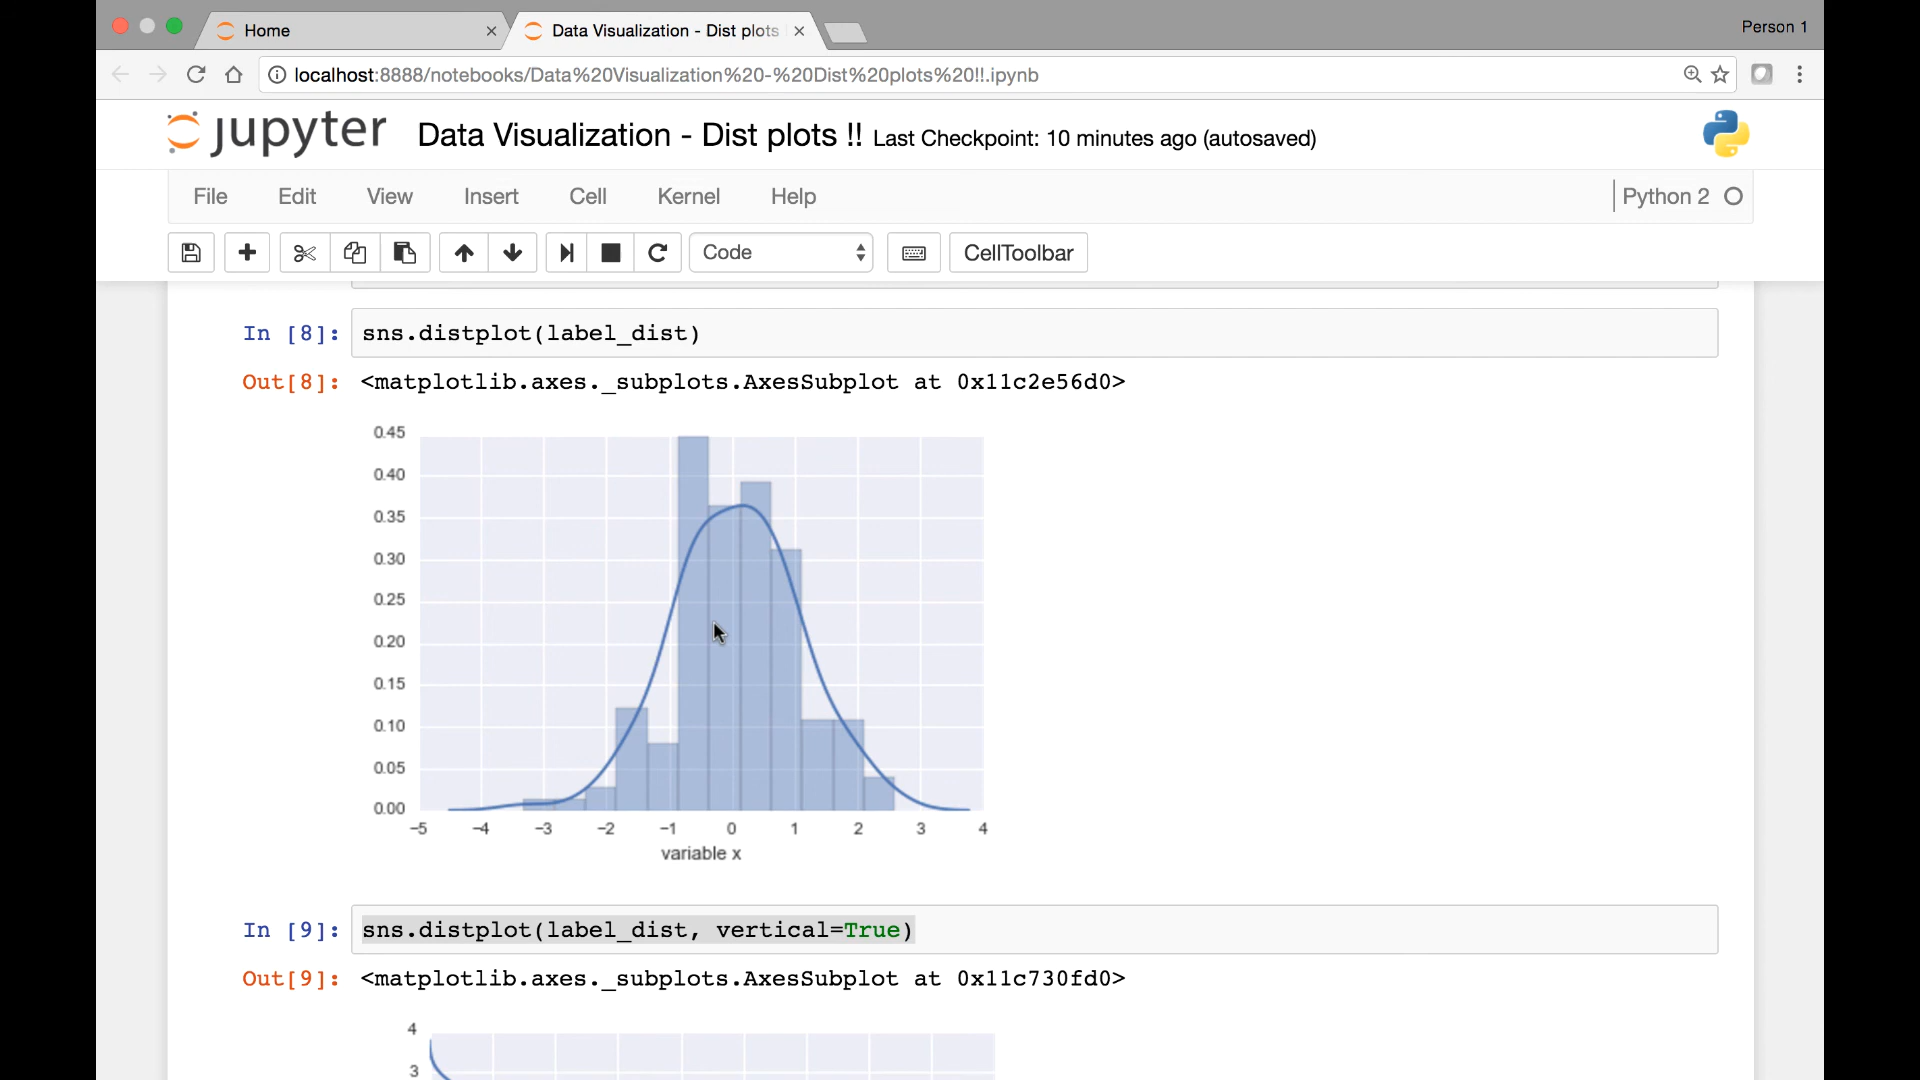 Home
Data Visualization - Dist plots
Person 1
localhost:8888/notebooks/Data%20Visualization%20-%20Dist%20plots%20!!.ipynb
jupyter Data Visualization - Dist plots !! Last Checkpoint: 10 minutes ago (autosaved)
File Edit View Insert Cell Kernel Help Python 2
Code CellToolbar
In [8]: sns.distplot(label_dist)
Out[8]: <matplotlib.axes._subplots.AxesSubplot at 0x11c2e56d0>
0.45
0.40
0.35
0.30
0.25
0.20
0.15
0.10
0.05
0.00
−5 −4 −3 −2 −1 0 1 2 3 4
variable x
In [9]: sns.distplot(label_dist, vertical=True)
Out[9]: <matplotlib.axes._subplots.AxesSubplot at 0x11c730fd0>
4
3